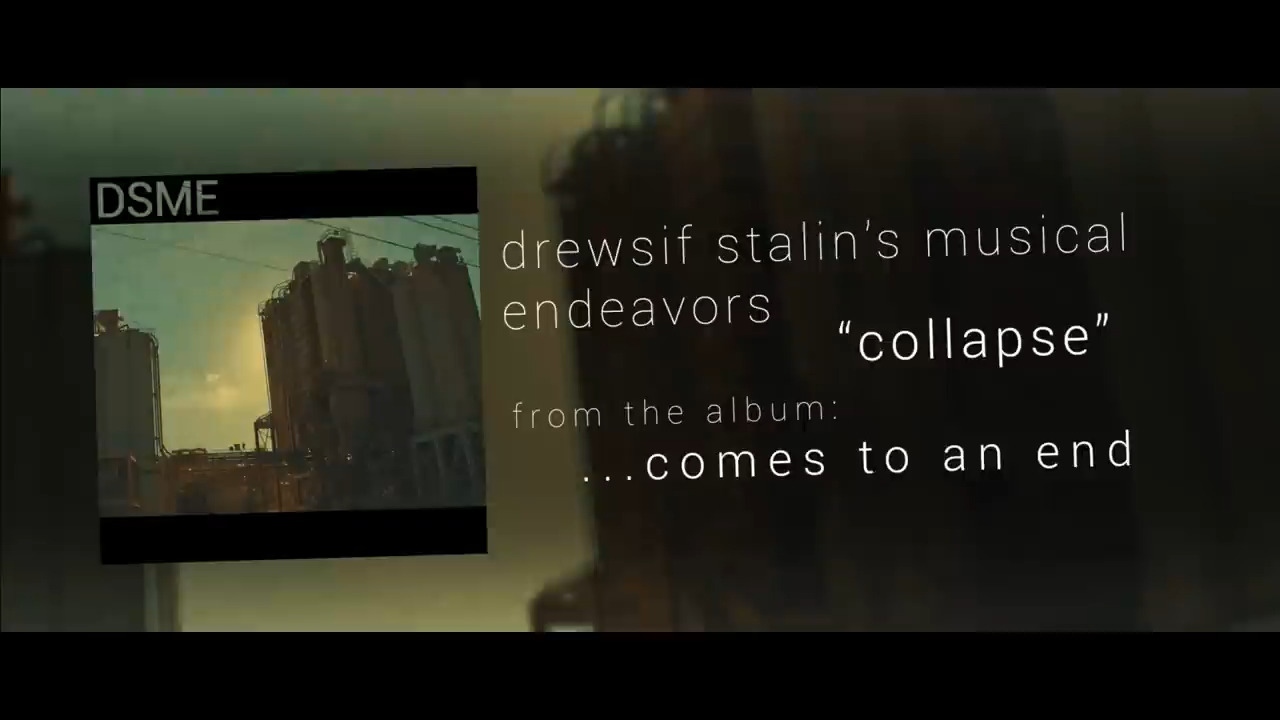 DSME
drewsif stalin's musical
endeavors
“collapse”
from the album:
...comes to an end